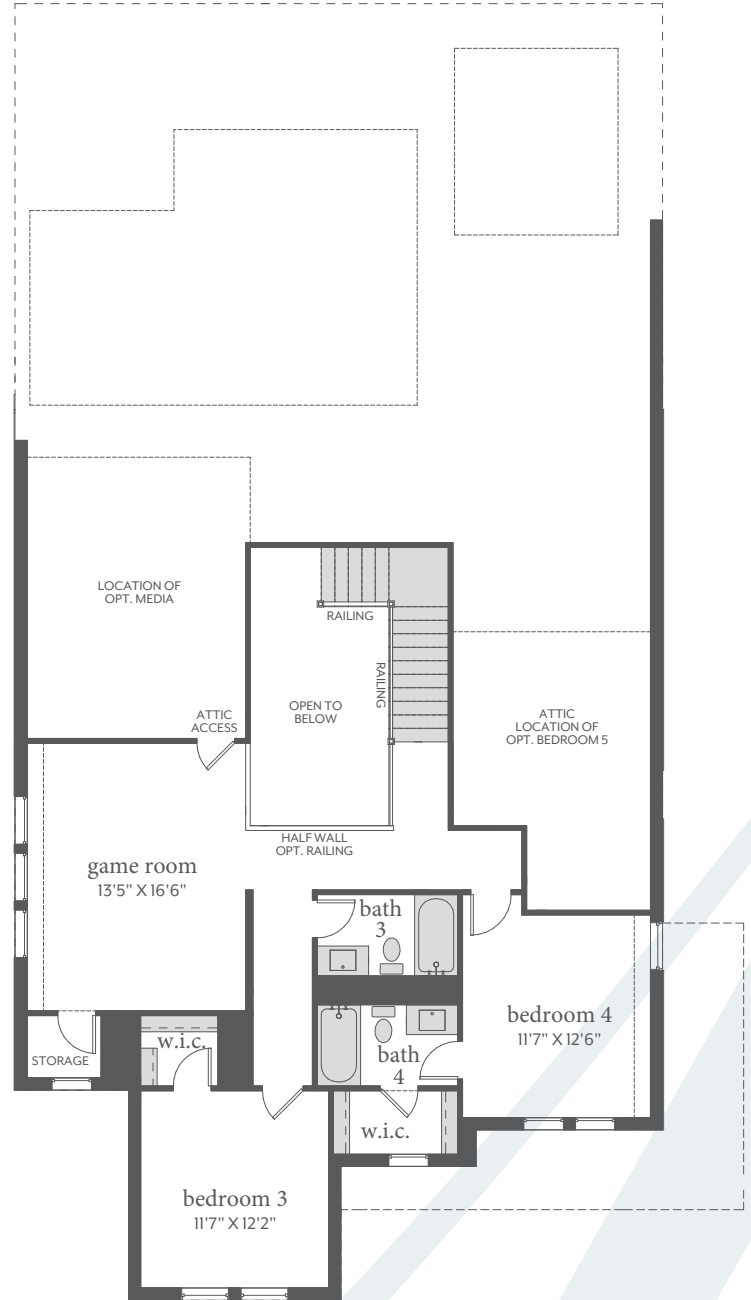 LOCATION OF
OPT. MEDIA
RAILING
RAILING
OPEN TO
BELOW
ATTIC
ACCESS
ATTIC
LOCATION OF
OPT. BEDROOM 5
HALF WALL
OPT. RAILING
game room
13'5" X 16'6"
bath
3
bedroom 4
11'7" X 12'6"
STORAGE
w.i.c.
bath
4
w.i.c.
bedroom 3
11'7" X 12'2"